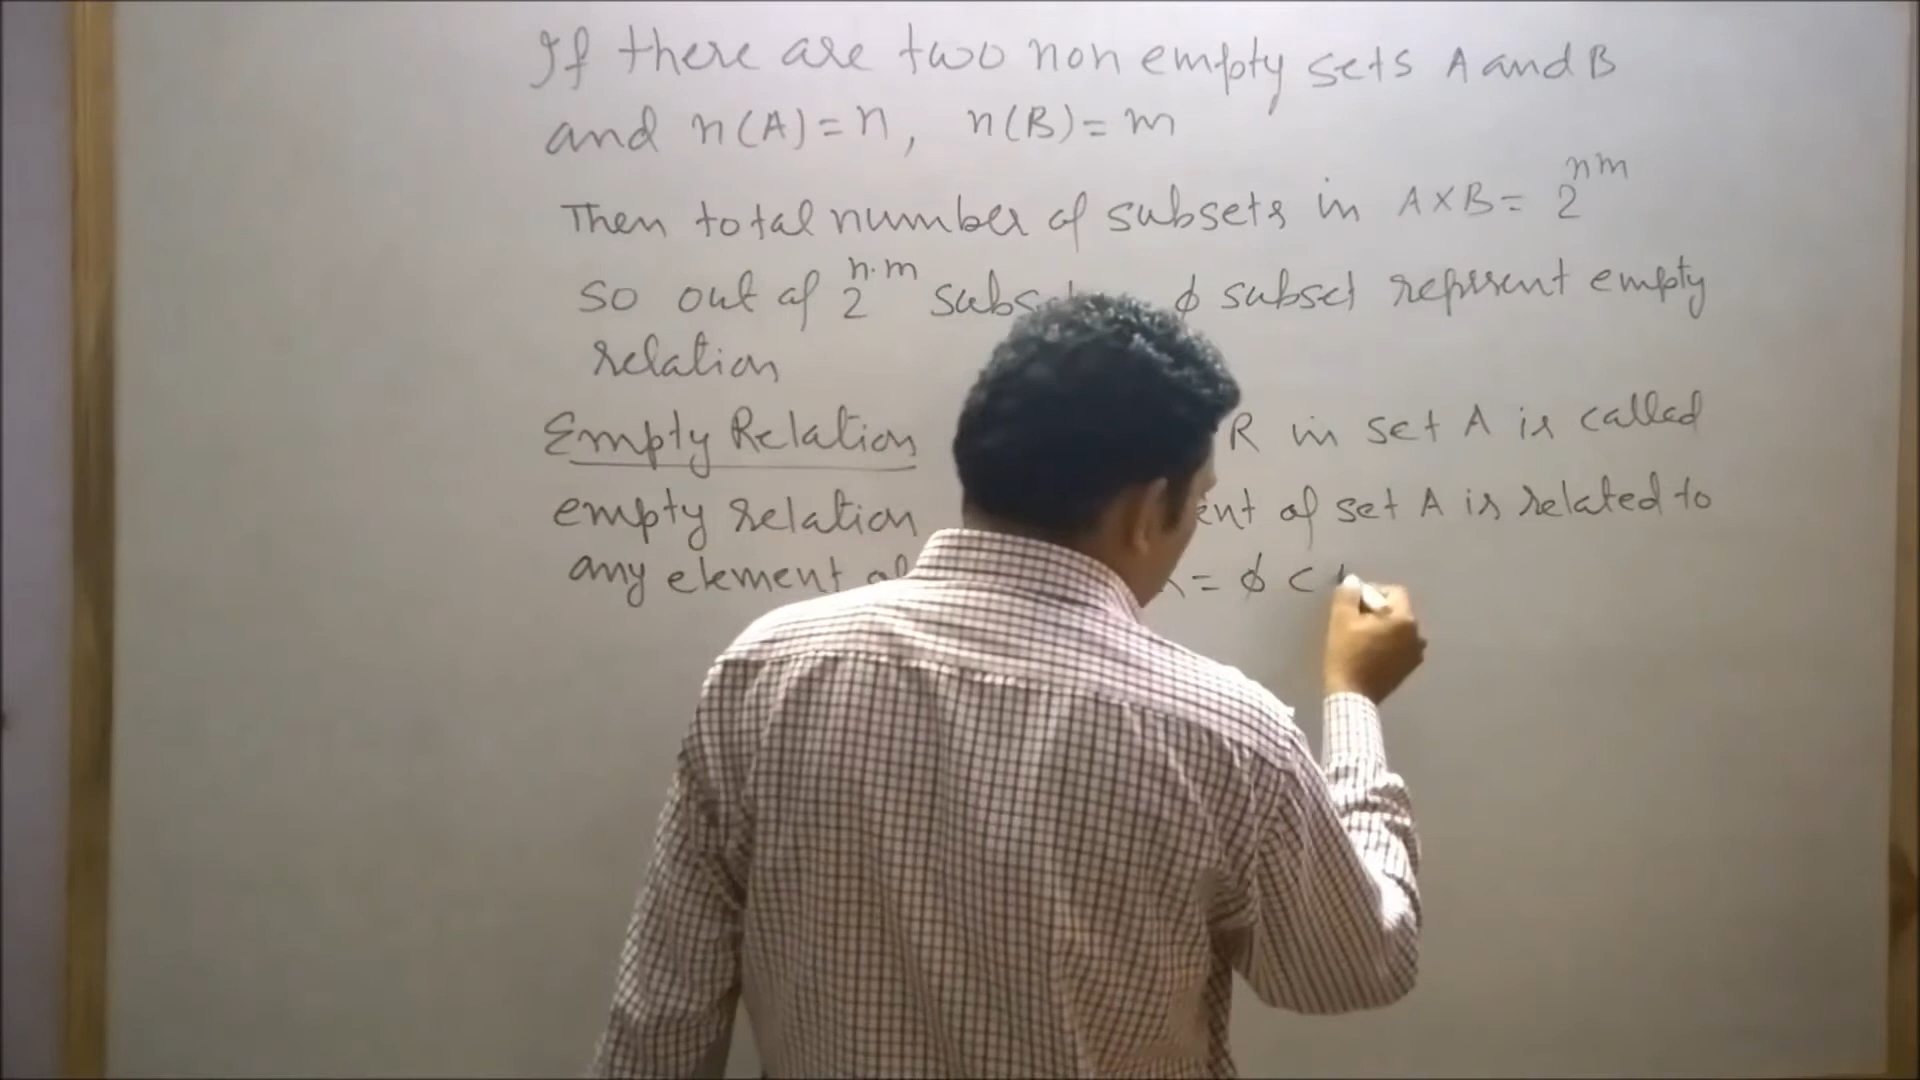 If there are two non empty sets A and B
and n(A)=n, n(B)=m
Then total number of subsets in A×B= 2^nm
So out of 2^n.m ϕ subset represent empty
relation
Empty Relation R in set A is called
empty relation of set A is related to
any element = ϕ ⊂